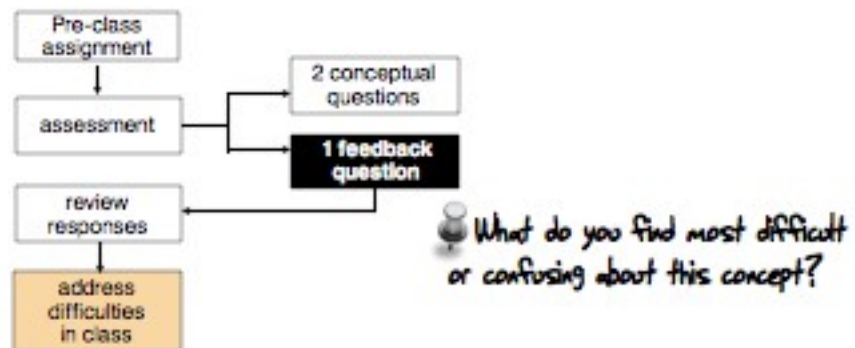 Pre-class
assignment
assessment
2 conceptual
questions
1 feedback
question
review
responses
address
difficulties
in class
What do you find most difficult
or confusing about this concept?